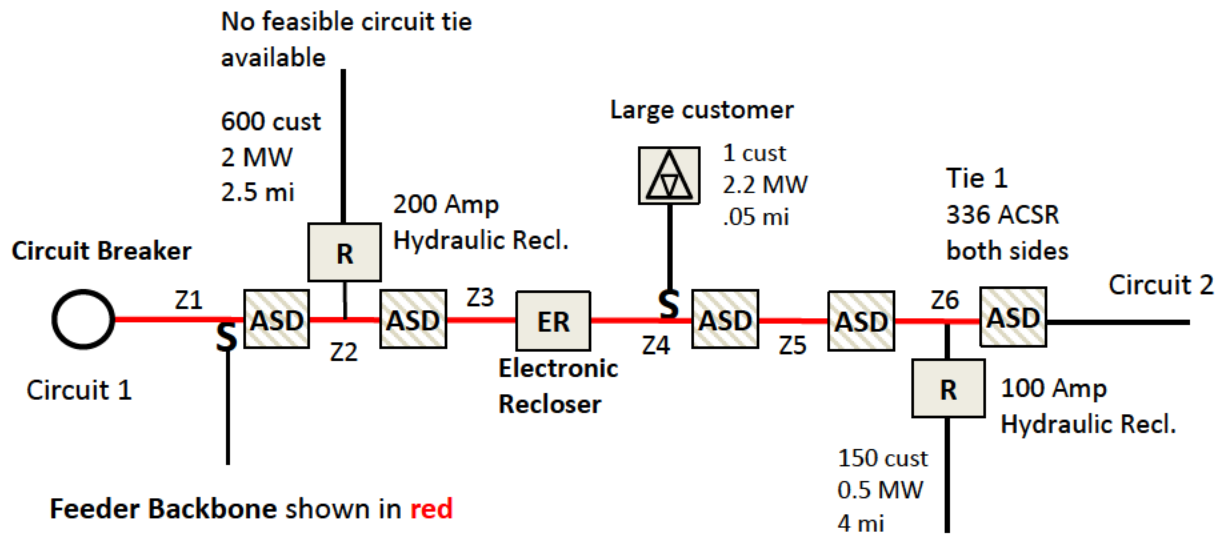 No feasible circuit tie
available
600 cust
2 MW
2.5 mi
200 Amp
Hydraulic Recl.
R
Large customer
1 cust
2.2 MW
.05 mi
Tie 1
336 ACSR
both sides
Circuit Breaker
Z1
S
ASD
Z2
ASD
Z3
ER
S
Z4
ASD
Z5
ASD
Z6
ASD
Circuit 2
Circuit 1
Electronic
Recloser
R
100 Amp
Hydraulic Recl.
150 cust
0.5 MW
4 mi
Feeder Backbone shown in red